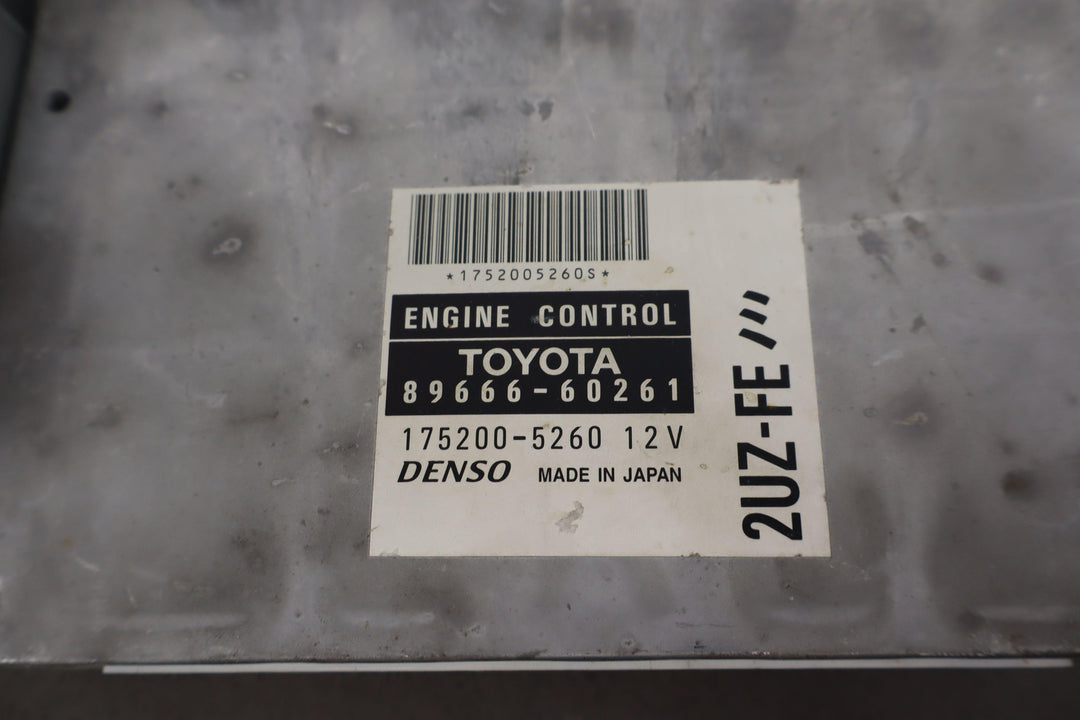 *1752005260S*
ENGINE CONTROL
TOYOTA
89666-60261
175200-5260 12V
DENSO MADE IN JAPAN
2UZ-FE